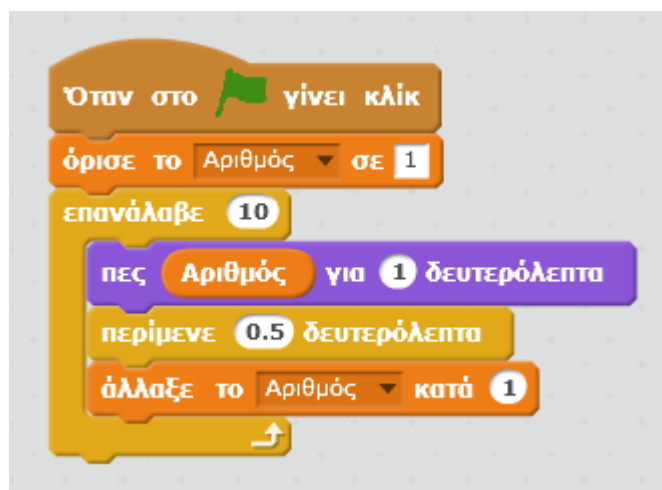 Όταν στο γίνει κλίκ
όρισε το Αριθμός σε 1
επανάλαβε 10
πες Αριθμός για 1 δευτερόλεπτα
περίμενε 0.5 δευτερόλεπτα
άλλαξε το Αριθμός κατά 1